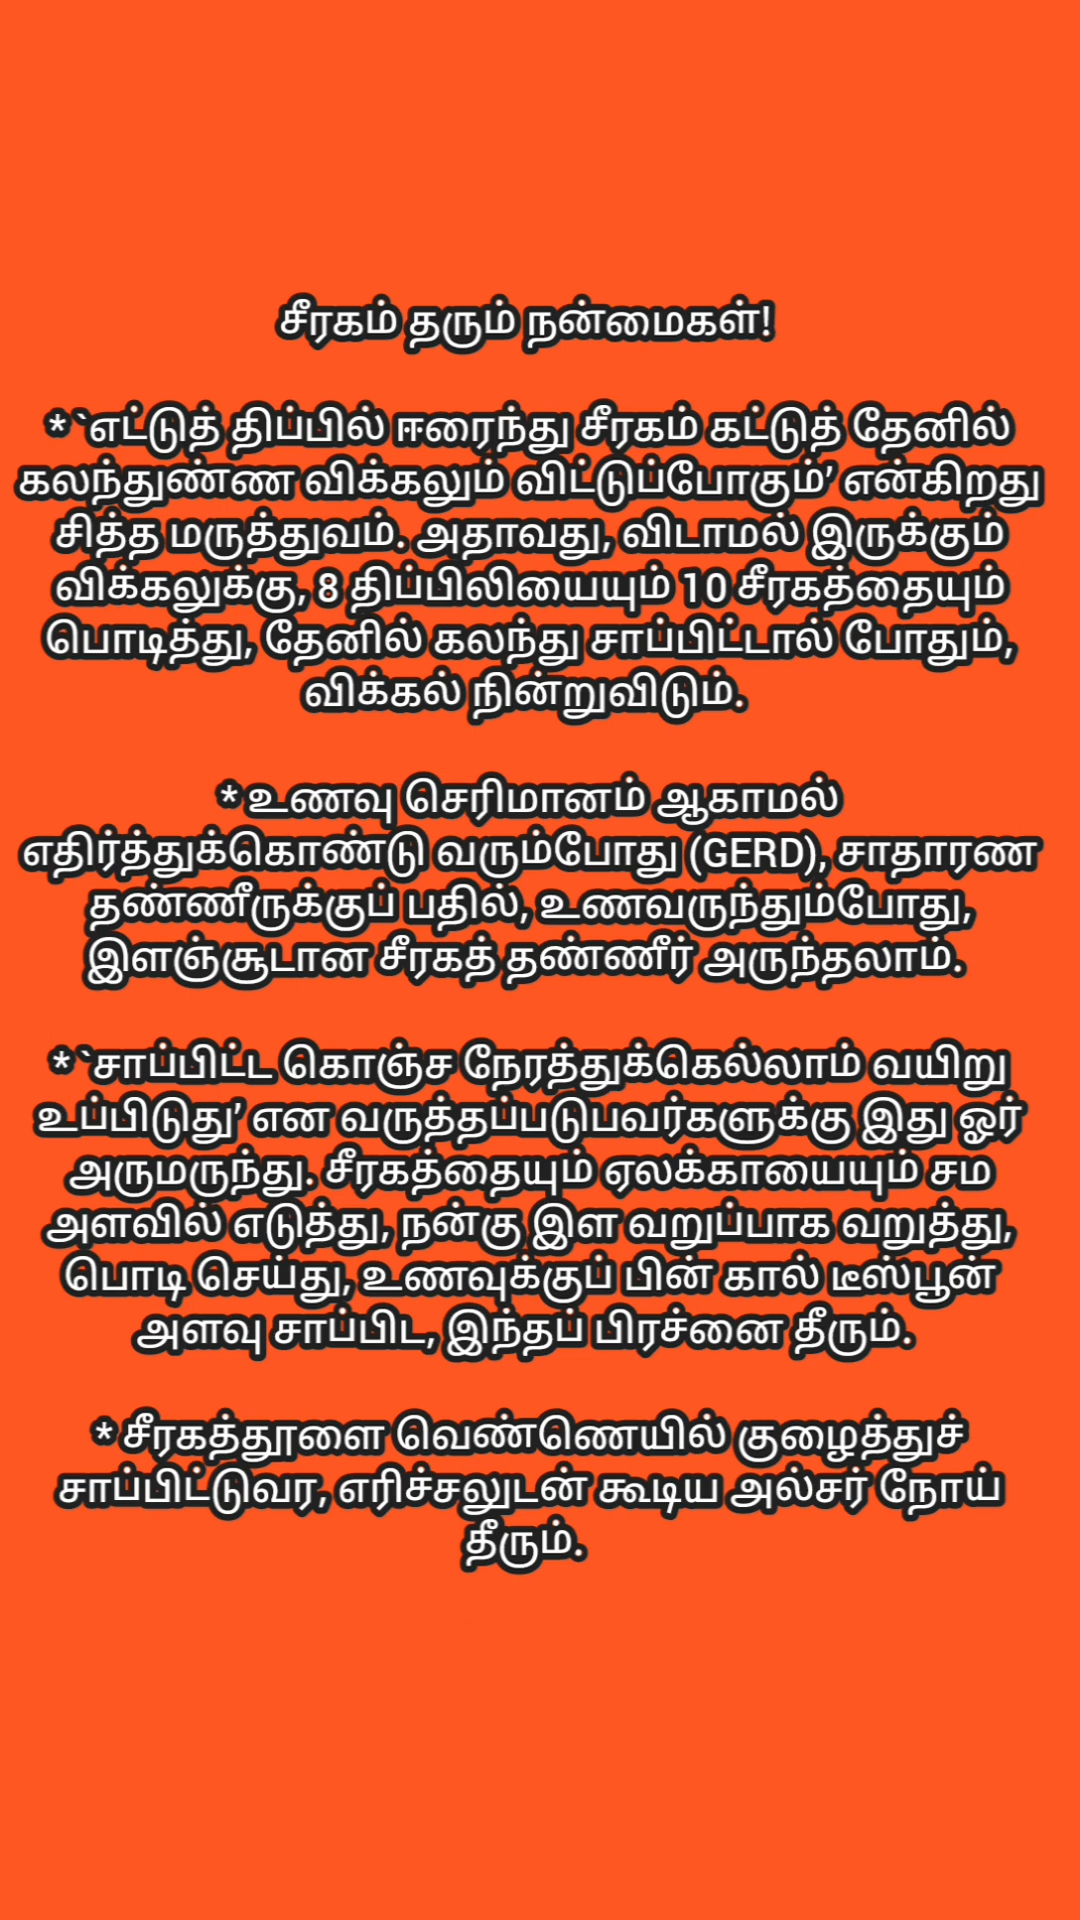 சீரகம் தரும் நன்மைகள்!
* `எட்டுத் திப்பில் ஈரைந்து சீரகம் கட்டுத் தேனில்
கலந்துண்ண விக்கலும் விட்டுப்போகும்’ என்கிறது
சித்த மருத்துவம். அதாவது, விடாமல் இருக்கும்
விக்கலுக்கு, 8 திப்பிலியையும் 10 சீரகத்தையும்
பொடித்து, தேனில் கலந்து சாப்பிட்டால் போதும்,
விக்கல் நின்றுவிடும்.
* உணவு செரிமானம் ஆகாமல்
எதிர்த்துக்கொண்டு வரும்போது (GERD), சாதாரண
தண்ணீருக்குப் பதில், உணவருந்தும்போது,
இளஞ்சூடான சீரகத் தண்ணீர் அருந்தலாம்.
* `சாப்பிட்ட கொஞ்ச நேரத்துக்கெல்லாம் வயிறு
உப்பிடுது’ என வருத்தப்படுபவர்களுக்கு இது ஓர்
அருமருந்து. சீரகத்தையும் ஏலக்காயையும் சம
அளவில் எடுத்து, நன்கு இள வறுப்பாக வறுத்து,
பொடி செய்து, உணவுக்குப் பின் கால் டீஸ்பூன்
அளவு சாப்பிட, இந்தப் பிரச்னை தீரும்.
* சீரகத்தூளை வெண்ணெயில் குழைத்துச்
சாப்பிட்டுவர, எரிச்சலுடன் கூடிய அல்சர் நோய்
தீரும்.